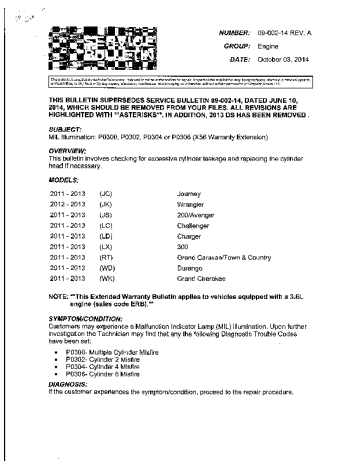 NUMBER: 09-002-14 REV. A
GROUP: Engine
DATE: October 03, 2014
THIS BULLETIN SUPERSEDES SERVICE BULLETIN 09-002-14, DATED JUNE 10,
2014, WHICH SHOULD BE REMOVED FROM YOUR FILES. ALL REVISIONS ARE
HIGHLIGHTED WITH **ASTERISKS**. IN ADDITION, 2013 DS HAS BEEN REMOVED .
SUBJECT:
MIL Illumination: P0300, P0302, P0304 or P0306 (X56 Warranty Extension)
OVERVIEW:
This bulletin involves checking for excessive cylinder leakage and replacing the cylinder
head if necessary.
MODELS:
2011 - 2013 (JC) Journey
2012 - 2013 (JK) Wrangler
2011 - 2013 (JS) 200/Avenger
2011 - 2013 (LC) Challenger
2011 - 2013 (LD) Charger
2011 - 2013 (LX) 300
2011 - 2013 (RT) Grand Caravan/Town & Country
2011 - 2013 (WD) Durango
2011 - 2013 (WK) Grand Cherokee
NOTE: **This Extended Warranty Bulletin applies to vehicles equipped with a 3.6L
engine (sales code ERB).**
SYMPTOM/CONDITION:
Customers may experience a Malfunction Indicator Lamp (MIL) illumination. Upon further
investigation the Technician may find that any the following Diagnostic Trouble Codes
have been set:
• P0300- Multiple Cylinder Misfire
• P0302- Cylinder 2 Misfire
• P0304- Cylinder 4 Misfire
• P0306- Cylinder 6 Misfire
DIAGNOSIS:
If the customer experiences the symptom/condition, proceed to the repair procedure.